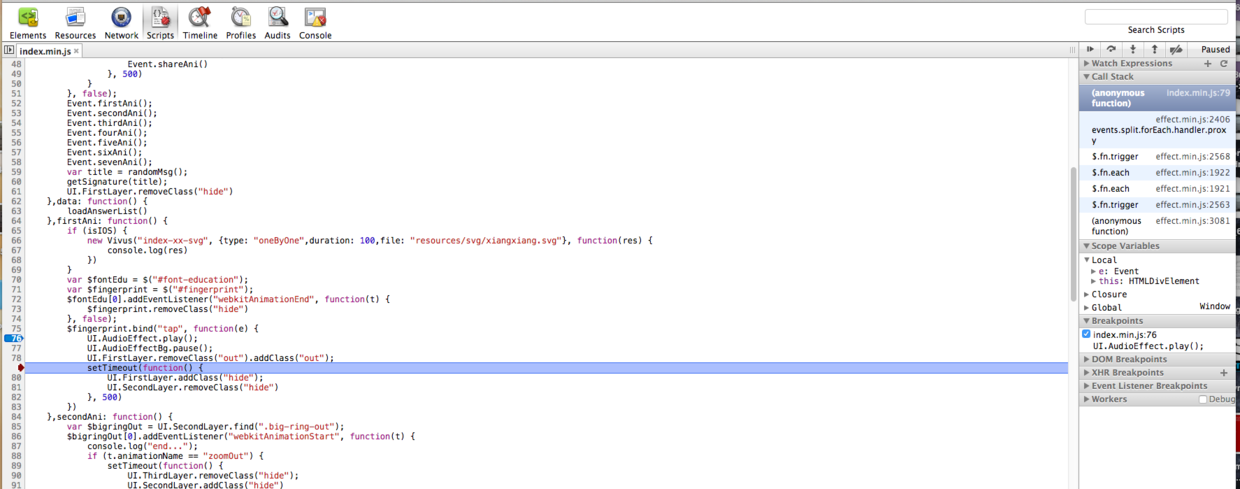 Elements Resources Network Scripts Timeline Profiles Audits Console
Search Scripts
index.min.js ×
Paused
48 Event.shareAni()
49 }, 500)
50 }
51 }, false);
52 Event.firstAni();
53 Event.secondAni();
54 Event.thirdAni();
55 Event.fourAni();
56 Event.fiveAni();
57 Event.sixAni();
58 Event.sevenAni();
59 var title = randomMsg();
60 getSignature(title);
61 UI.FirstLayer.removeClass("hide")
62 },data: function() {
63 loadAnswerList()
64 },firstAni: function() {
65 if (isIOS) {
66 new Vivus("index-xx-svg", {type: "oneByOne",duration: 100,file: "resources/svg/xiangxiang.svg"}, function(res) {
67 console.log(res)
68 })
69 }
70 var $fontEdu = $("#font-education");
71 var $fingerprint = $("#fingerprint");
72 $fontEdu[0].addEventListener("webkitAnimationEnd", function(t) {
73 $fingerprint.removeClass("hide")
74 }, false);
75 $fingerprint.bind("tap", function(e) {
76 UI.AudioEffect.play();
77 UI.AudioEffectBg.pause();
78 UI.FirstLayer.removeClass("out").addClass("out");
setTimeout(function() {
80 UI.FirstLayer.addClass("hide");
81 UI.SecondLayer.removeClass("hide")
82 }, 500)
83 })
84 },secondAni: function() {
85 var $bigringOut = UI.SecondLayer.find(".big-ring-out");
86 $bigringOut[0].addEventListener("webkitAnimationStart", function(t) {
87 console.log("end...");
88 if (t.animationName == "zoomOut") {
89 setTimeout(function() {
90 UI.ThirdLayer.removeClass("hide");
91 UI.SecondLayer.addClass("hide")
Watch Expressions
Call Stack
(anonymous index.min.js:79
function)
effect.min.js:2406
events.split.forEach.handler.prox
y
$.fn.trigger effect.min.js:2568
$.fn.each effect.min.js:1922
$.fn.each effect.min.js:1921
$.fn.trigger effect.min.js:2563
(anonymous effect.min.js:3081
function)
Scope Variables
Local
e: Event
this: HTMLDivElement
Closure
Global Window
Breakpoints
index.min.js:76
UI.AudioEffect.play();
DOM Breakpoints
XHR Breakpoints
Event Listener Breakpoints
Workers Debug